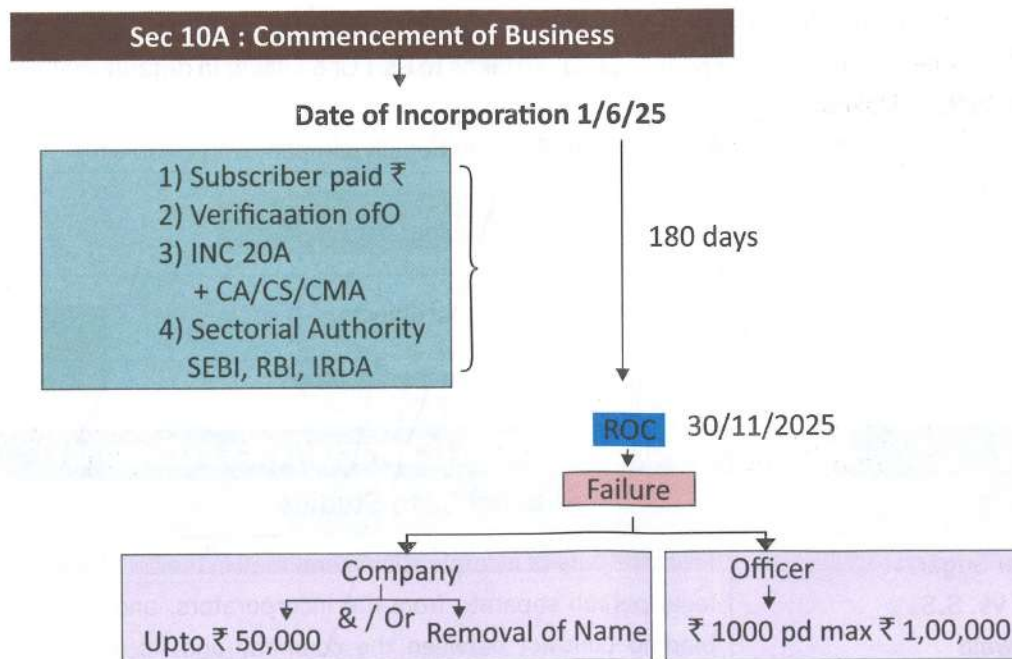 Sec 10A : Commencement of Business
Date of Incorporation 1/6/25
1) Subscriber paid ₹
2) Verificaation ofO
3) INC 20A
+ CA/CS/CMA
4) Sectorial Authority
SEBI, RBI, IRDA
180 days
ROC 30/11/2025
Failure
Company
Upto ₹ 50,000 & / Or Removal of Name
Officer
₹ 1000 pd max ₹ 1,00,000